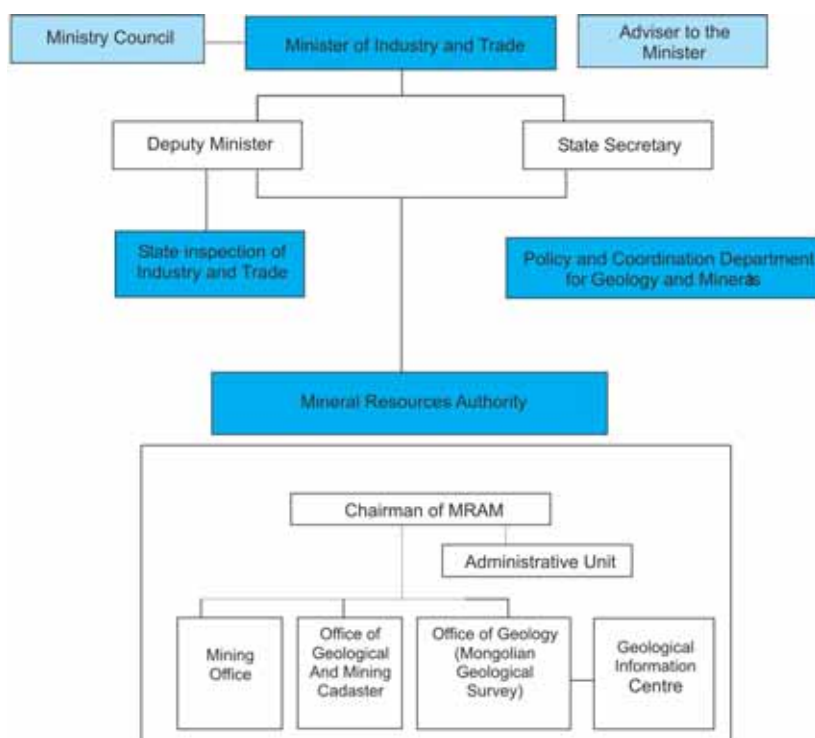 Ministry Council
Minister of Industry and Trade
Adviser to the
Minister
Deputy Minister
State Secretary
State inspection of
Industry and Trade
Policy and Coordination Department
for Geology and Minerals
Mineral Resources Authority
Chairman of MRAM
Administrative Unit
Mining
Office
Office of
Geological
And Mining
Cadaster
Office of Geology
(Mongolian
Geological
Survey)
Geological
Information
Centre